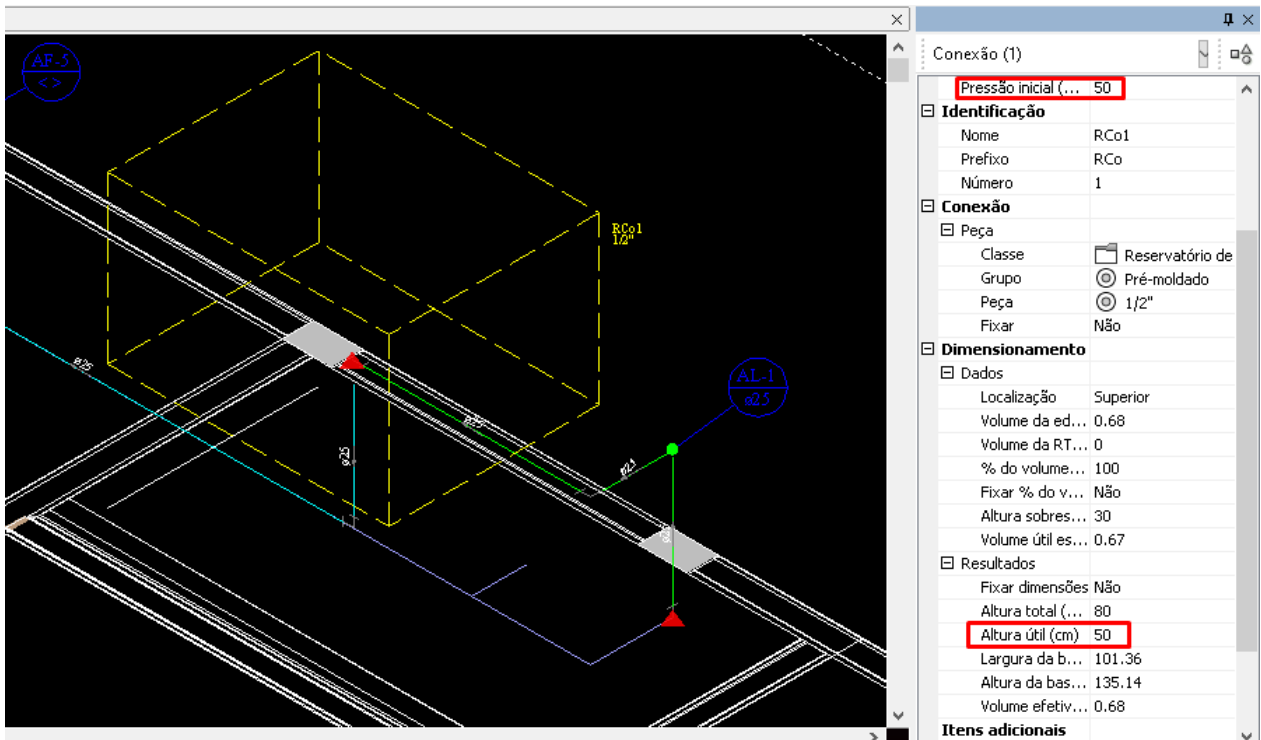 AF-5
< >
RCo1
1/2"
ø25
AL-1
ø25
ø25
ø25
ø21
Conexão (1)
Pressão inicial (... 50
Identificação
Nome RCo1
Prefixo RCo
Número 1
Conexão
Peça
Classe Reservatório de
Grupo Pré-moldado
Peça 1/2"
Fixar Não
Dimensionamento
Dados
Localização Superior
Volume da ed... 0.68
Volume da RT... 0
% do volume... 100
Fixar % do v... Não
Altura sobres... 30
Volume útil es... 0.67
Resultados
Fixar dimensões Não
Altura total (... 80
Altura útil (cm) 50
Largura da b... 101.36
Altura da bas... 135.14
Volume efetiv... 0.68
Itens adicionais